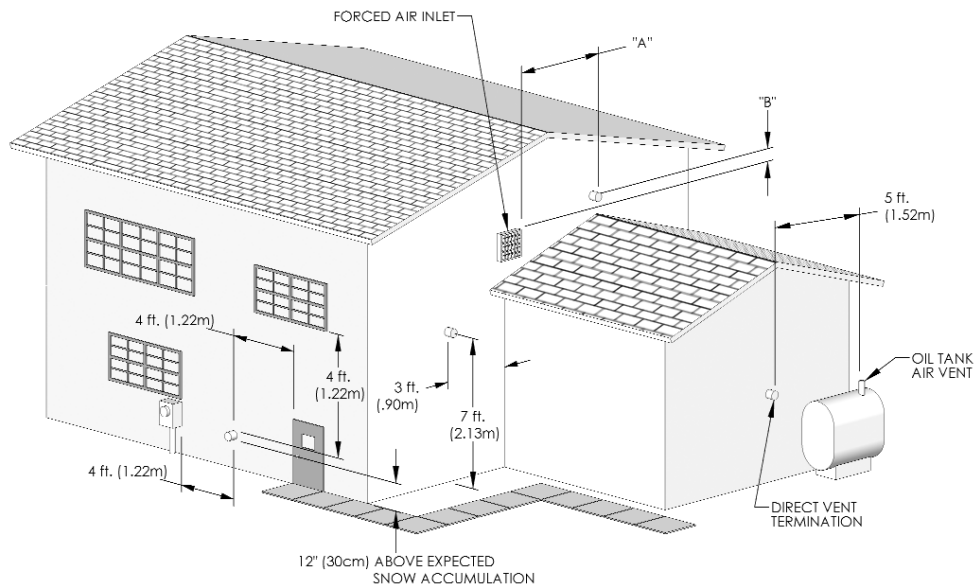 FORCED AIR INLET
"A"
"B"
5 ft.
(1.52m)
4 ft. (1.22m)
4 ft.
(1.22m)
3 ft.
(.90m)
7 ft.
(2.13m)
OIL TANK
AIR VENT
4 ft. (1.22m)
DIRECT VENT
TERMINATION
12" (30cm) ABOVE EXPECTED
SNOW ACCUMULATION